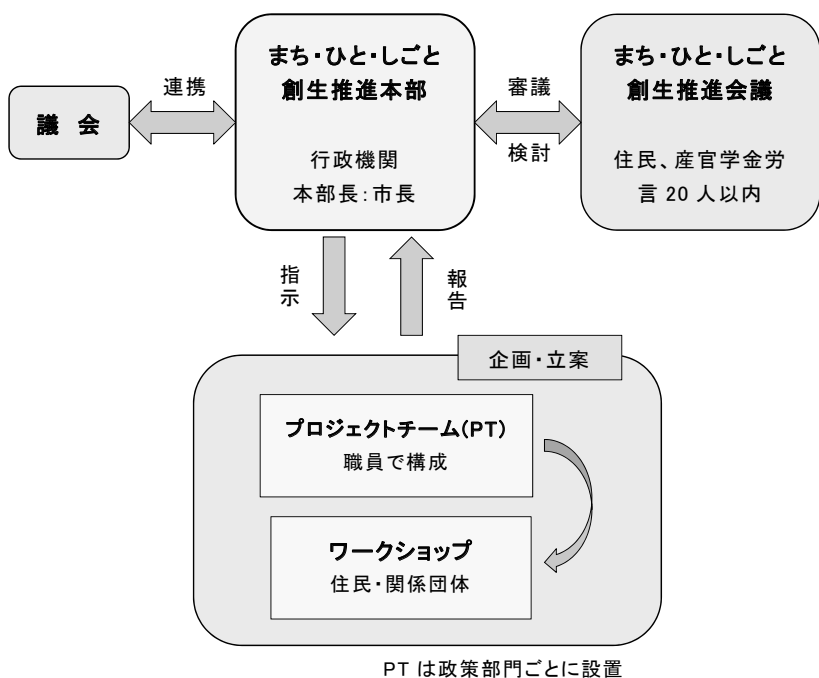 議 会
連携
まち・ひと・しごと
創生推進本部
行政機関
本部長：市長
審議
検討
まち・ひと・しごと
創生推進会議
住民、産官学金労
言 20 人以内
指示
報告
企画・立案
プロジェクトチーム(PT)
職員で構成
ワークショップ
住民・関係団体
PT は政策部門ごとに設置